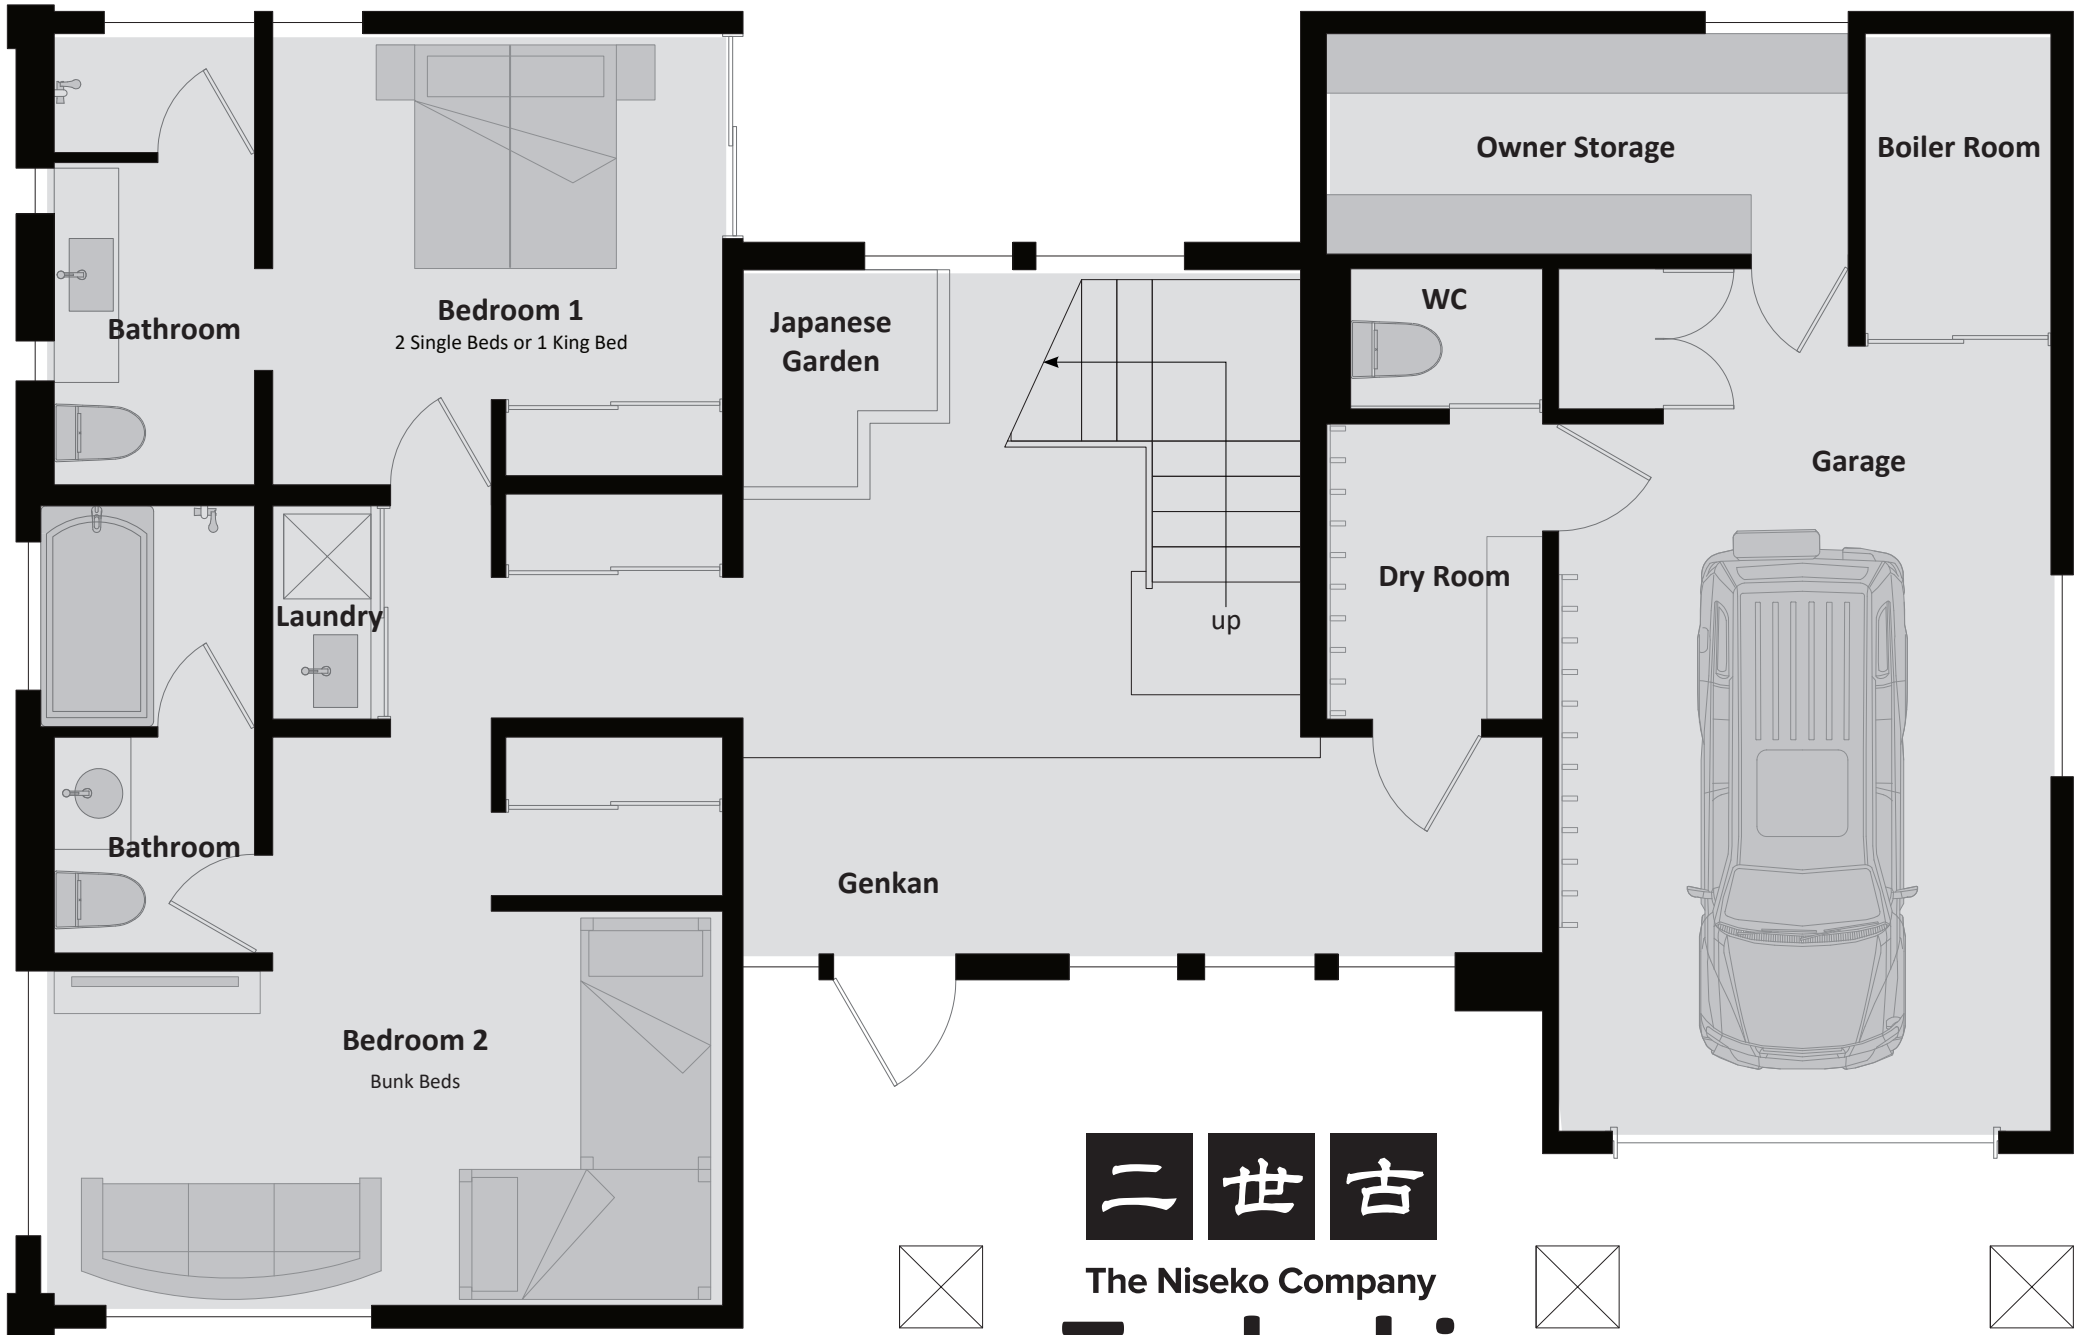 Owner Storage
Boiler Room
Bathroom
Bedroom 1
2 Single Beds or 1 King Bed
Japanese
Garden
WC
Garage
Laundry
up
Dry Room
Bathroom
Genkan
Bedroom 2
Bunk Beds
二世古
The Niseko Company